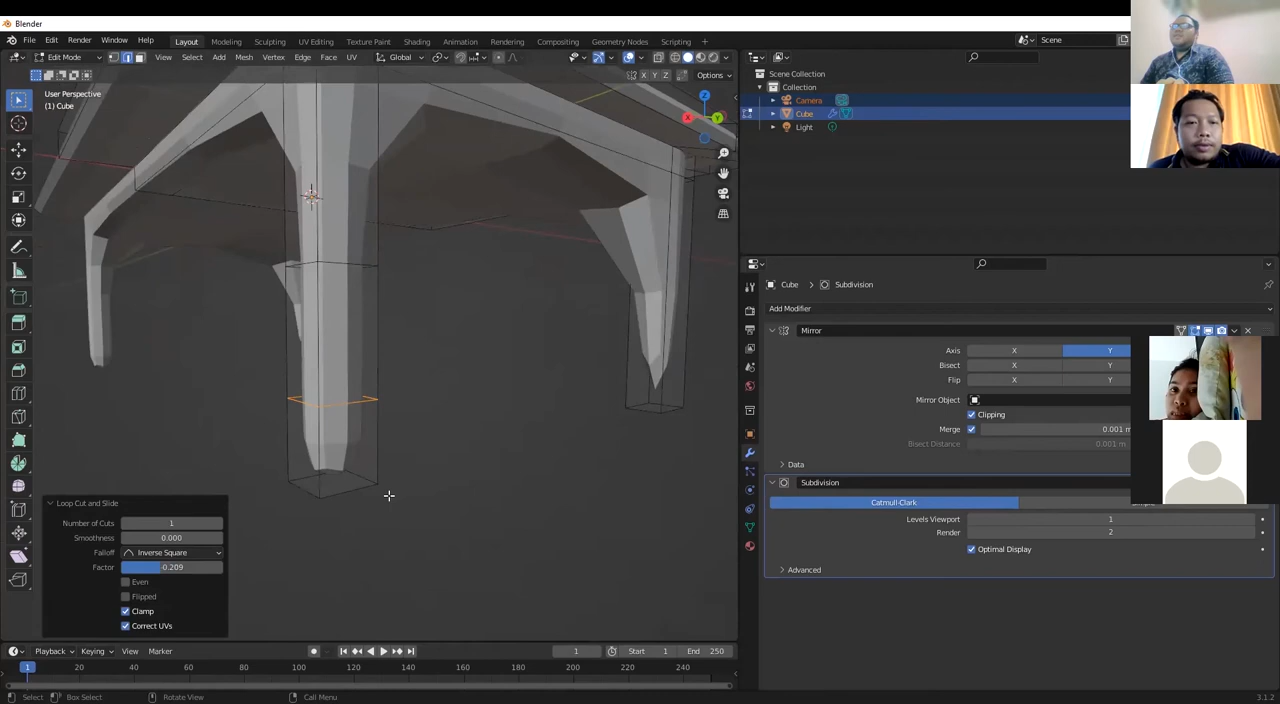 Blender
File Edit Render Window Help Layout Modeling Sculpting UV Editing Texture Paint Shading Animation Rendering Compositing Geometry Nodes Scripting + Scene
Edit Mode View Select Add Mesh Vertex Edge Face UV Global
X Y Z Options
User Perspective
(1) Cube
X Y Z
Scene Collection
Collection
Camera
Cube
Light
Cube > Subdivision
Add Modifier
Mirror
Axis X Y
Bisect X Y
Flip X Y
Mirror Object
Clipping
Merge 0.001 m
Bisect Distance 0.001 m
Data
Subdivision
Catmull-Clark
Levels Viewport 1
Render 2
Optimal Display
Advanced
Loop Cut and Slide
Number of Cuts 1
Smoothness 0.000
Falloff Inverse Square
Factor -0.209
Even
Flipped
Clamp
Correct UVs
Playback Keying View Marker 1 Start 1 End 250
1 20 40 60 80 100 120 140 160 180 200 220 240
Select Box Select Rotate View Call Menu 3.1.2